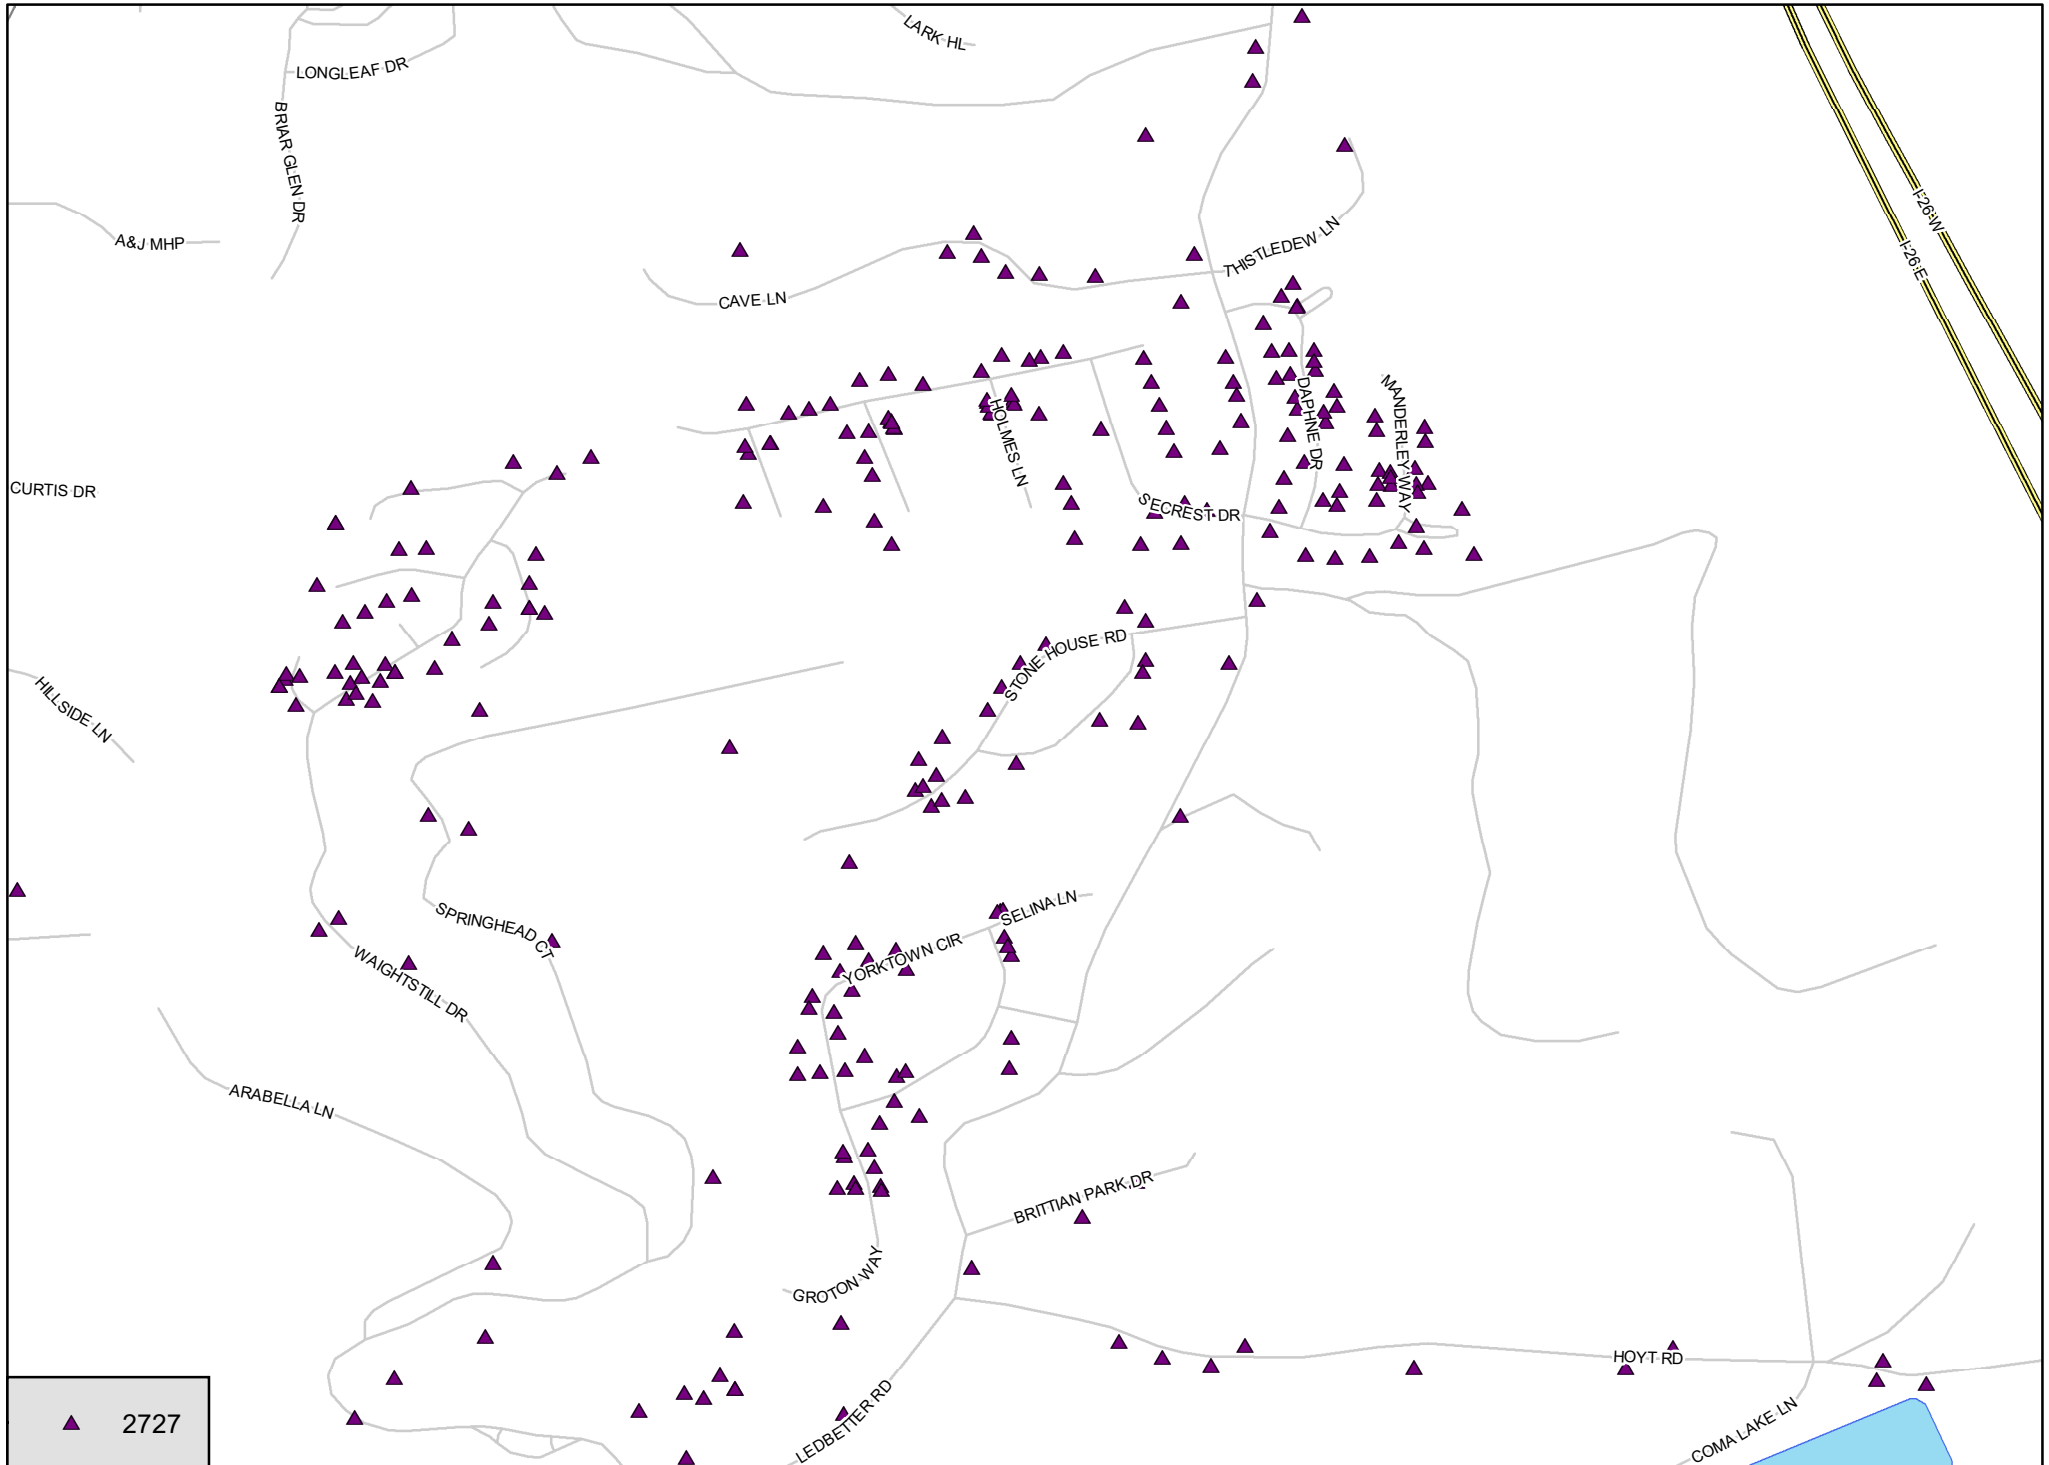 LARK HL
LONGLEAF DR
BRIAR GLEN DR
I-26 W
A&J MHP
THISTLEDEW LN
I-26 E
CAVE LN
DAPHNE DR
MANDERLEY WAY
HOLMES LN
CURTIS DR
SECREST DR
STONE HOUSE RD
HILLSIDE LN
SELINA LN
SPRINGHEAD CT
YORKTOWN CIR
WAIGHTSTILL DR
ARABELLA LN
BRITTIAN PARK DR
GROTON WAY
HOYT RD
LEDBETTER RD
COMA LAKE LN
2727